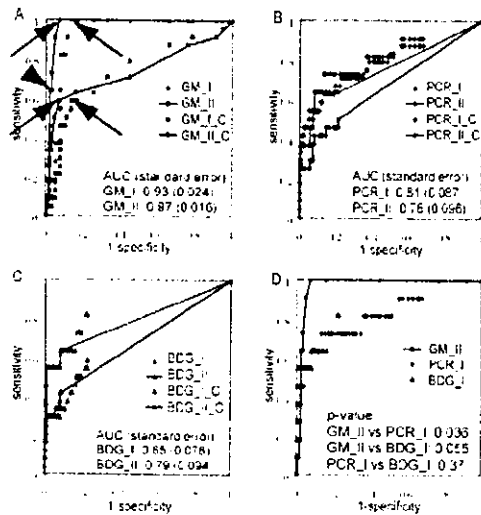 A
sensitivity
GM_I
GM_II
GM_I_C
GM_II_C
AUC (standard error)
GM_I: 0.93 (0.024)
GM_II: 0.97 (0.016)
1-specificity
B
sensitivity
PCR_I
PCR_II
PCR_I_C
PCR_II_C
AUC (standard error)
PCR_I: 0.81 (0.087
PCR_II: 0.76 (0.096)
1-specificity
C
sensitivity
BDG_I
BDG_II
BDG_I_C
BDG_II_C
AUC (standard error)
BDG_I: 0.85 (0.076)
BDG_II: 0.79 (0.094
1-specificity
D
sensitivity
GM_II
PCR_I
BDG_I
p-value
GM_II vs PCR_I: 0.036
GM_II vs BDG_I: 0.055
PCR_I vs BDG_I: 0.37
1-specificity